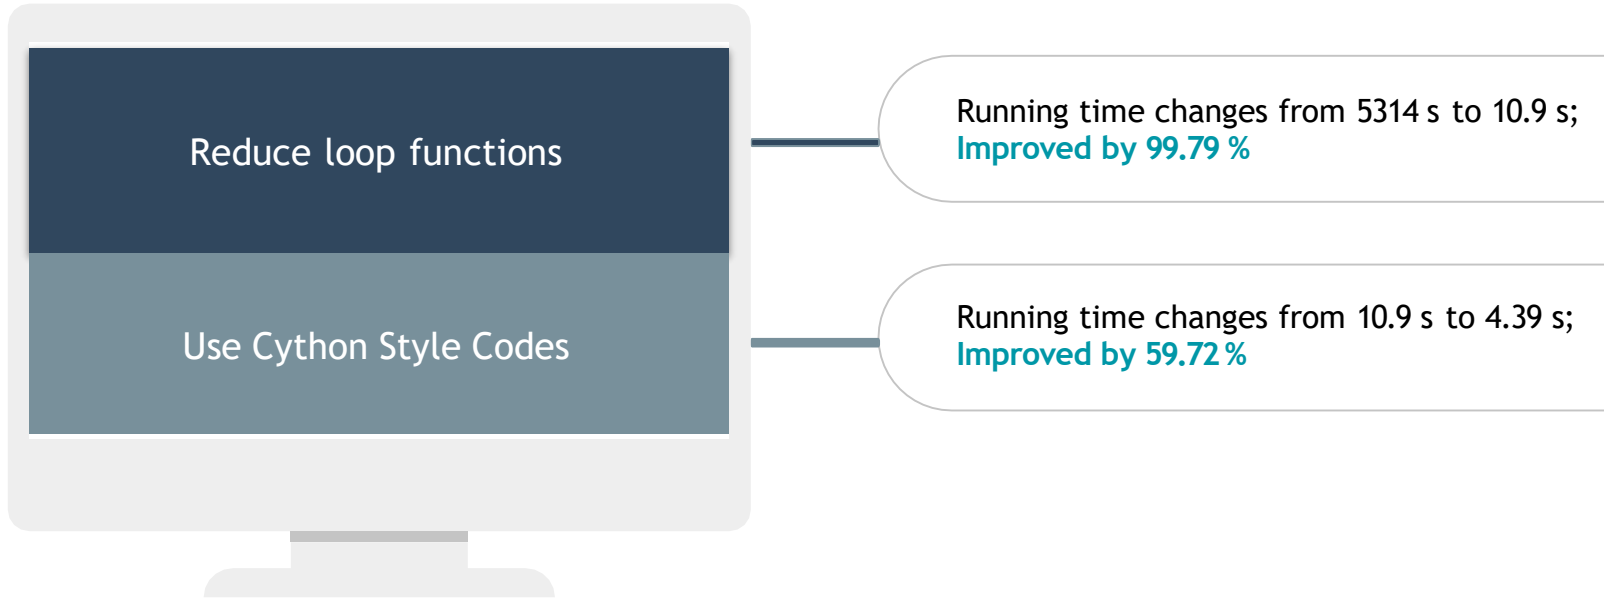 Reduce loop functions
Running time changes from 5314 s to 10.9 s;
Improved by 99.79 %
Use Cython Style Codes
Running time changes from 10.9 s to 4.39 s;
Improved by 59.72 %